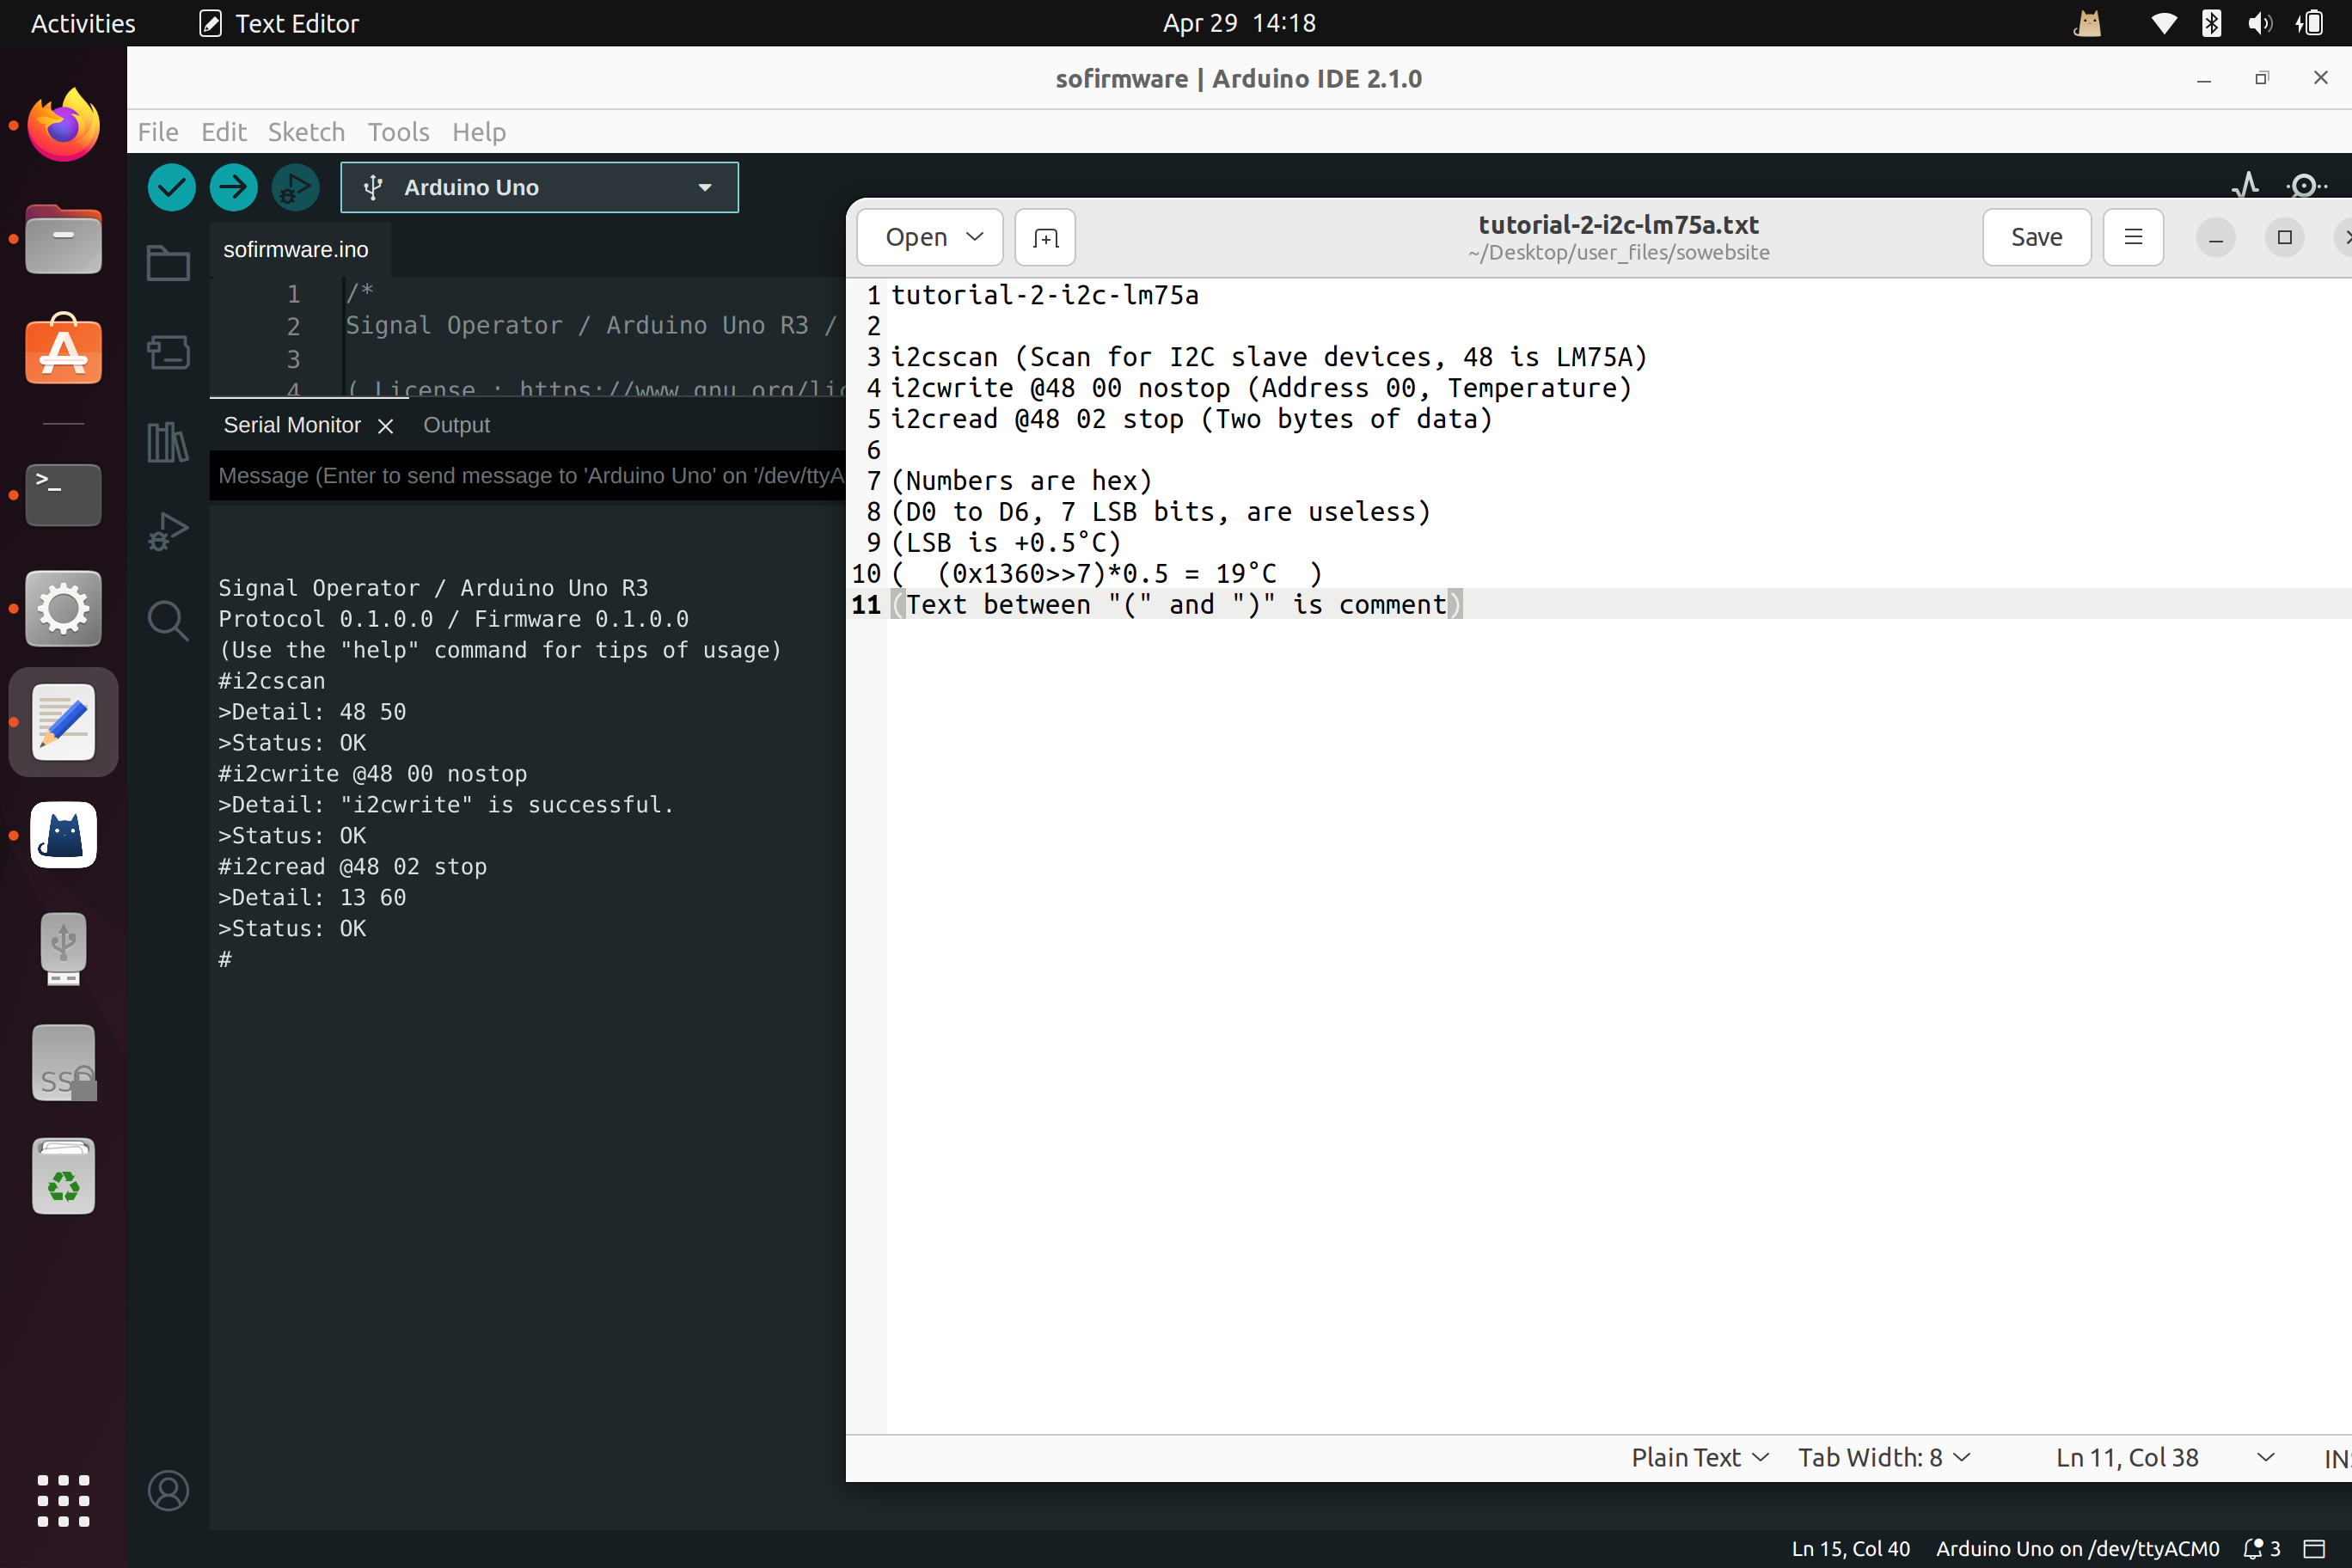 Activities
Text Editor
Apr 29 14:18
sofirmware | Arduino IDE 2.1.0
File Edit Sketch Tools Help
Arduino Uno
sofirmware.ino
1 /*
2 Signal Operator / Arduino Uno R3 /
3
4 ( License : https://www.gnu.org/lic
Serial Monitor
Output
Message (Enter to send message to 'Arduino Uno' on '/dev/ttyA
Signal Operator / Arduino Uno R3
Protocol 0.1.0.0 / Firmware 0.1.0.0
(Use the "help" command for tips of usage)
#i2cscan
>Detail: 48 50
>Status: OK
#i2cwrite @48 00 nostop
>Detail: "i2cwrite" is successful.
>Status: OK
#i2cread @48 02 stop
>Detail: 13 60
>Status: OK
#
Open
tutorial-2-i2c-lm75a.txt
~/Desktop/user_files/sowebsite
Save
1 tutorial-2-i2c-lm75a
2
3 i2cscan (Scan for I2C slave devices, 48 is LM75A)
4 i2cwrite @48 00 nostop (Address 00, Temperature)
5 i2cread @48 02 stop (Two bytes of data)
6
7 (Numbers are hex)
8 (D0 to D6, 7 LSB bits, are useless)
9 (LSB is +0.5°C)
10 (  (0x1360>>7)*0.5 = 19°C  )
11 (Text between "(" and ")" is comment)
Plain Text
Tab Width: 8
Ln 11, Col 38
INS
SSD
Ln 15, Col 40
Arduino Uno on /dev/ttyACM0
3